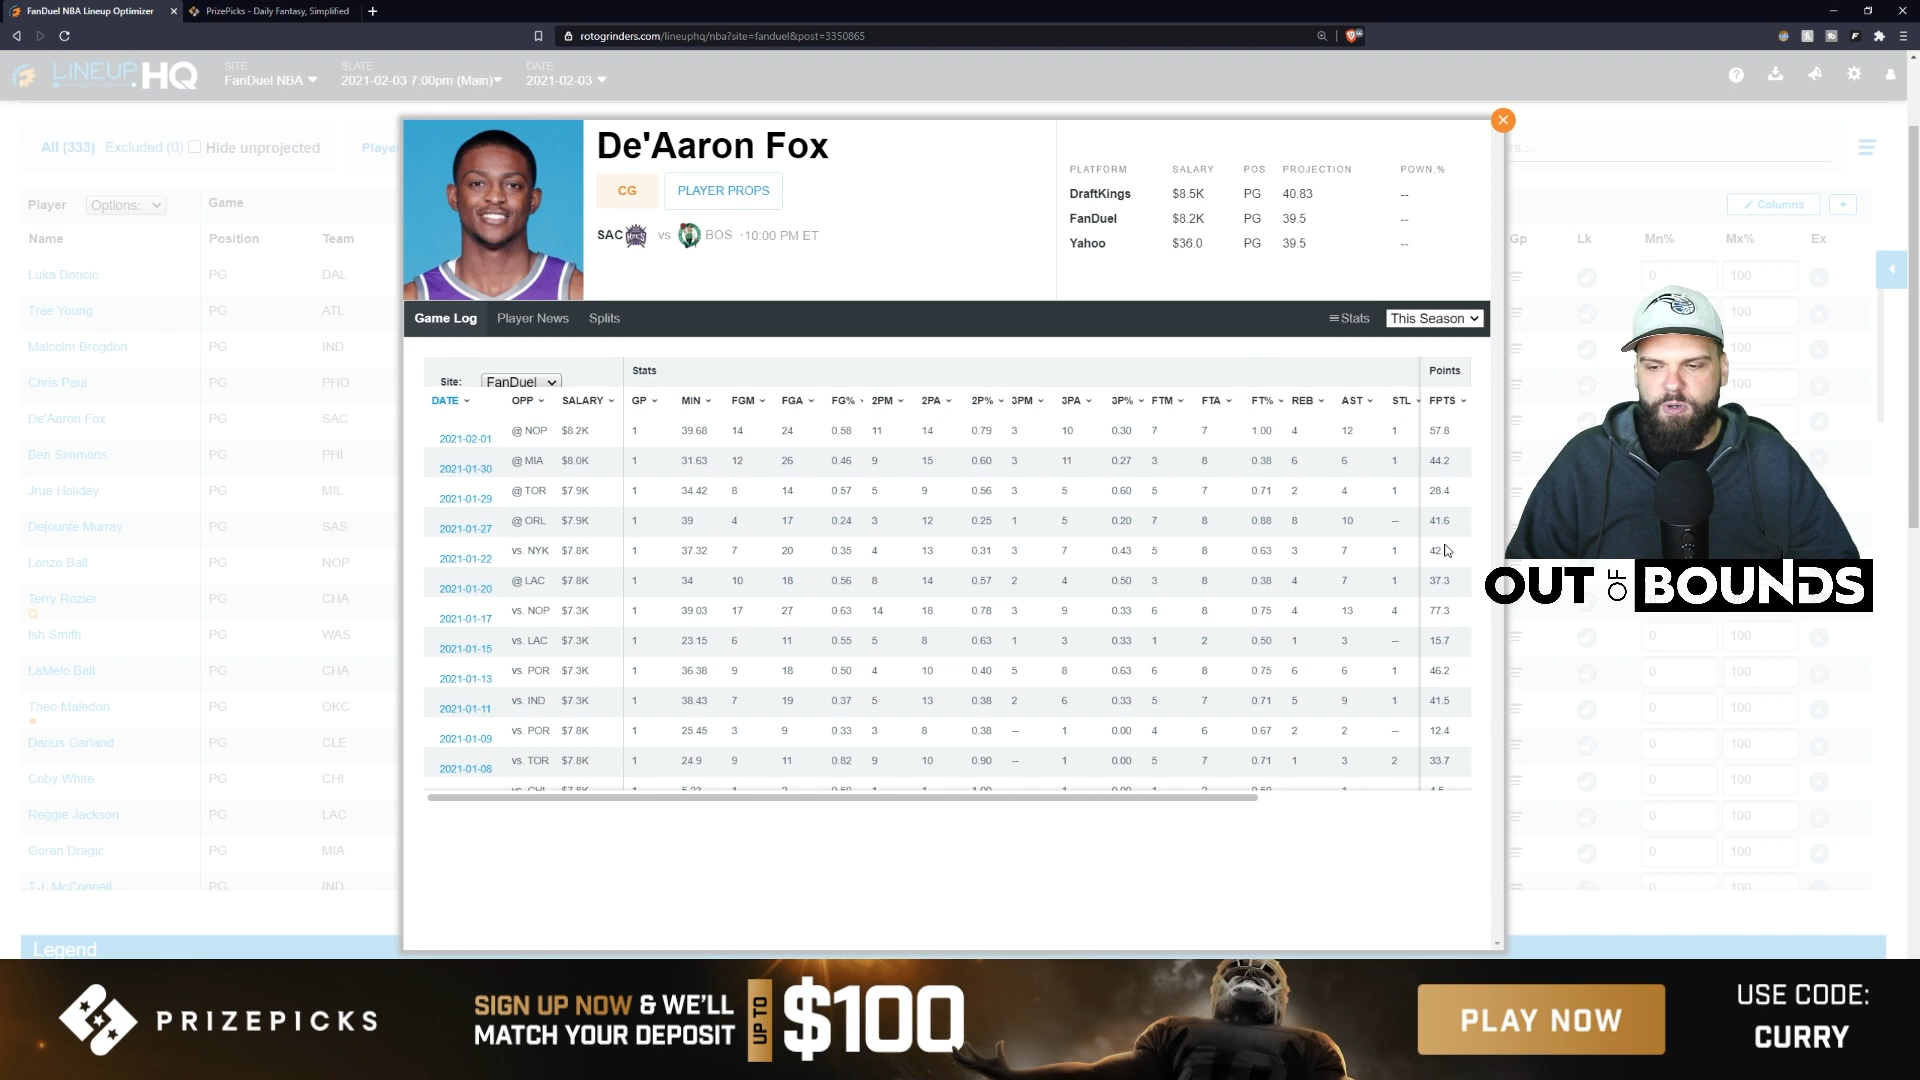 FanDuel NBA Lineup Optimizer
PrizePicks - Daily Fantasy, Simplified
rotogrinders.com/lineuphq/nba?site=fanduel&post=3350865
LINEUPHQ
SITE
FanDuel NBA
SLATE
2021-02-03 7:00pm (Main)
DATE
2021-02-03
All (333) Excluded (0) Hide unprojected
Player Options: Game
Name Position Team
Luka Doncic PG DAL
Trae Young PG ATL
Malcolm Brogdon PG IND
Chris Paul PG PHO
De'Aaron Fox PG SAC
Ben Simmons PG PHI
Jrue Holiday PG MIL
Dejounte Murray PG SAS
Lonzo Ball PG NOP
Terry Rozier PG CHA
Q
Ish Smith PG WAS
LaMelo Ball PG CHA
Theo Maledon PG OKC
Darius Garland PG CLE
Coby White PG CHI
Reggie Jackson PG LAC
Goran Dragic PG MIA
T.J. McConnell PG IND
Legend
De'Aaron Fox
CG PLAYER PROPS
SAC vs BOS · 10:00 PM ET
PLATFORM SALARY POS PROJECTION POWN,%
DraftKings $8.5K PG 40.83 --
FanDuel $8.2K PG 39.5 --
Yahoo $36.0 PG 39.5 --
Game Log Player News Splits Stats This Season
Site: FanDuel Stats Points
DATE OPP SALARY GP MIN FGM FGA FG% 2PM 2PA 2P% 3PM 3PA 3P% FTM FTA FT% REB AST STL FPTS
2021-02-01 @ NOP $8.2K 1 39.68 14 24 0.58 11 14 0.79 3 10 0.30 7 7 1.00 4 12 1 57.8
2021-01-30 @ MIA $8.0K 1 31.63 12 26 0.46 9 15 0.60 3 11 0.27 3 8 0.38 6 6 1 44.2
2021-01-29 @ TOR $7.9K 1 34.42 8 14 0.57 5 9 0.56 3 5 0.60 5 7 0.71 2 4 1 28.4
2021-01-27 @ ORL $7.9K 1 39 4 17 0.24 3 12 0.25 1 5 0.20 7 8 0.88 8 10 -- 41.6
2021-01-22 vs. NYK $7.8K 1 37.32 7 20 0.35 4 13 0.31 3 7 0.43 5 8 0.63 3 7 1 42.
2021-01-20 @ LAC $7.8K 1 34 10 18 0.56 8 14 0.57 2 4 0.50 3 8 0.38 4 7 1 37.3
2021-01-17 vs. NOP $7.3K 1 39.03 17 27 0.63 14 18 0.78 3 9 0.33 6 8 0.75 4 13 4 77.3
2021-01-15 vs. LAC $7.3K 1 23.15 6 11 0.55 5 8 0.63 1 3 0.33 1 2 0.50 1 3 -- 15.7
2021-01-13 vs. POR $7.3K 1 36.38 9 18 0.50 4 10 0.40 5 8 0.63 6 8 0.75 6 6 1 46.2
2021-01-11 vs. IND $7.3K 1 38.43 7 19 0.37 5 13 0.38 2 6 0.33 5 7 0.71 5 9 1 41.5
2021-01-09 vs. POR $7.8K 1 25.45 3 9 0.33 3 8 0.38 -- 1 0.00 4 6 0.67 2 2 -- 12.4
2021-01-08 vs. TOR $7.8K 1 24.9 9 11 0.82 9 10 0.90 -- 1 0.00 5 7 0.71 1 3 2 33.7
Columns +
Gp Lk Mn% Mx% Ex
0 100
100
100
100
0 100
0 100
0 100
0 100
0 100
0 100
0 100
0 100
OUT OF BOUNDS
PRIZEPICKS
SIGN UP NOW & WE'LL
MATCH YOUR DEPOSIT
UP TO
$100
PLAY NOW
USE CODE:
CURRY